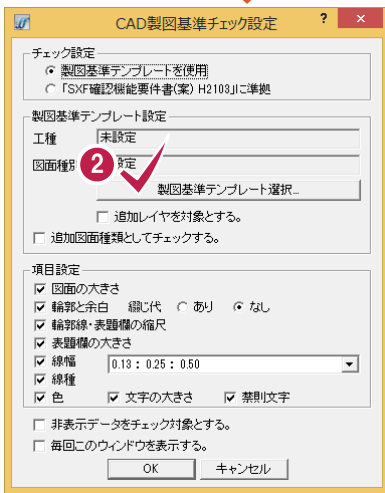 CAD製図基準チェック設定
? ×
チェック設定
製図基準テンプレートを使用
「SXF確認機能要件書(案) H2103」に準拠
製図基準テンプレート設定
工種 未設定
図面種 定
2
製図基準テンプレート選択...
追加レイヤを対象とする。
追加図面種類としてチェックする。
項目設定
図面の大きさ
輪郭と余白 綴じ代 あり なし
輪郭線・表題欄の縮尺
表題欄の大きさ
線幅 0.13 : 0.25 : 0.50
線種
色 文字の大きさ 禁則文字
非表示データをチェック対象とする。
毎回このウィンドウを表示する。
OK キャンセル